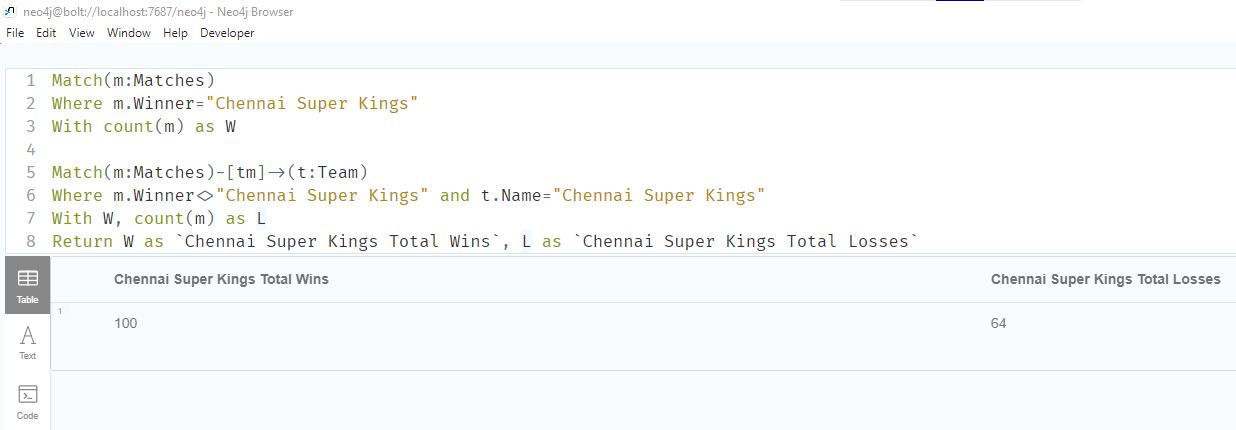 neo4j@bolt://localhost:7687/neo4j - Neo4j Browser
File Edit View Window Help Developer
1 Match(m:Matches)
2 Where m.Winner="Chennai Super Kings"
3 With count(m) as W
4
5 Match(m:Matches)-[tm]->(t:Team)
6 Where m.Winner<>"Chennai Super Kings" and t.Name="Chennai Super Kings"
7 With W, count(m) as L
8 Return W as `Chennai Super Kings Total Wins`, L as `Chennai Super Kings Total Losses`
Chennai Super Kings Total Wins Chennai Super Kings Total Losses
Table
1
100 64
A
Text
Code